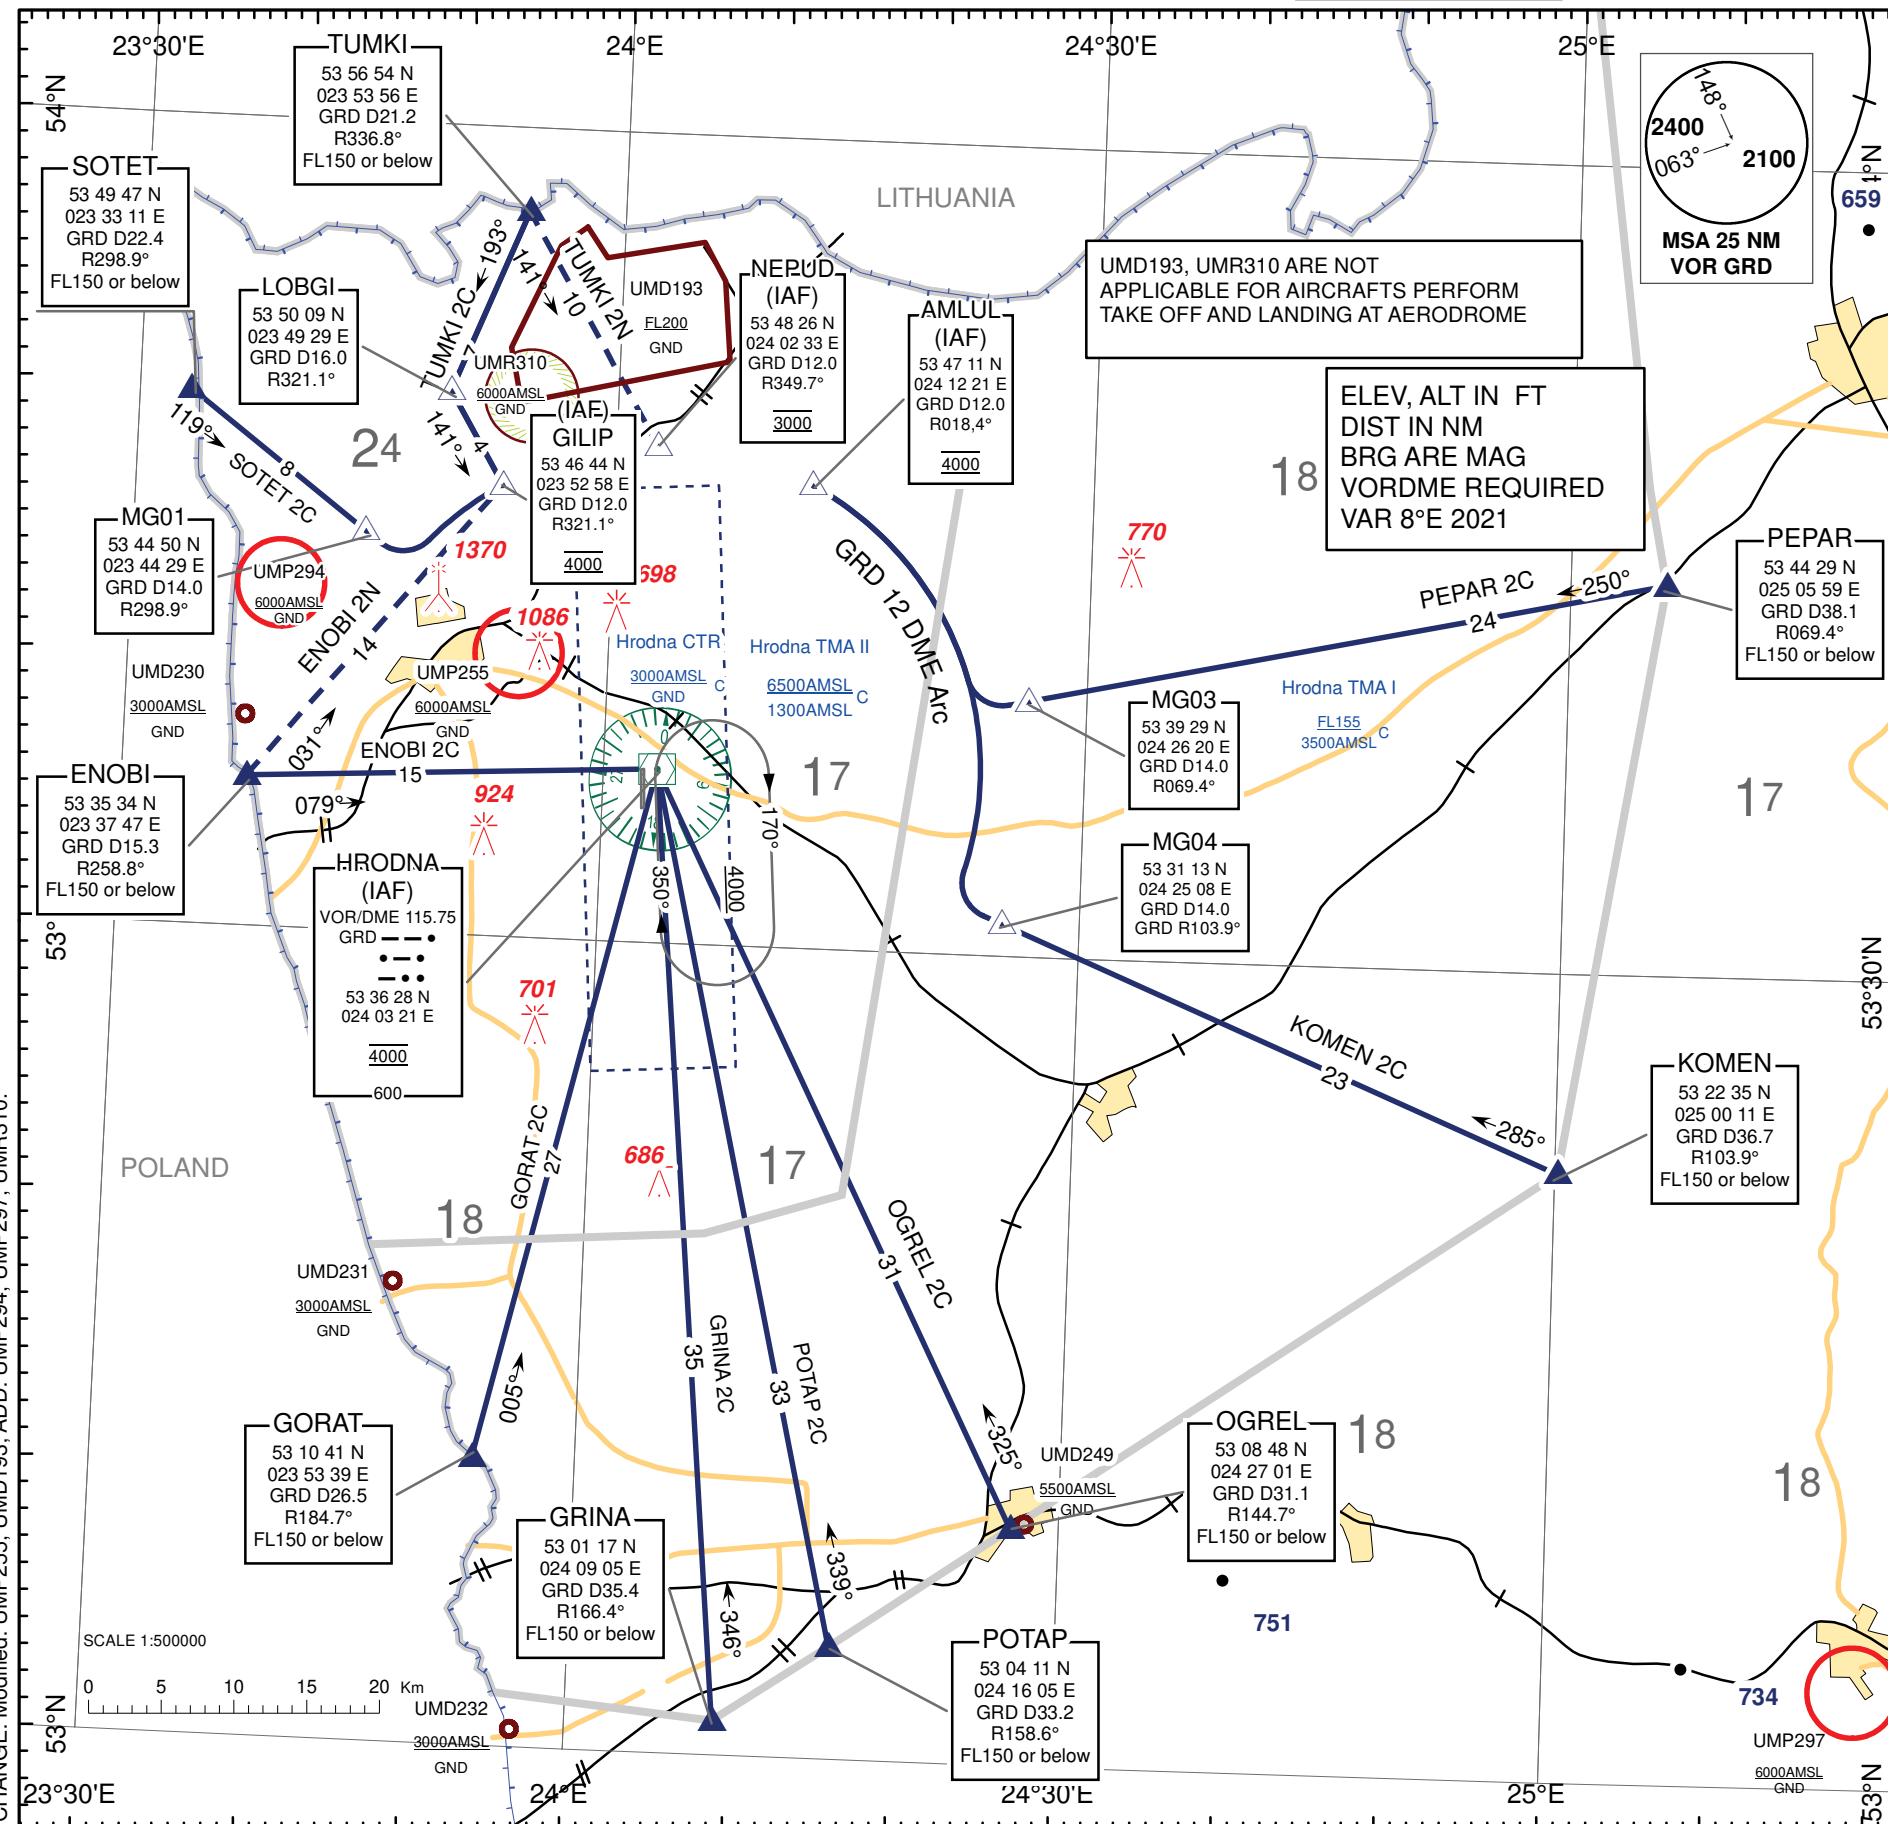 23°30'E
24°E
24°30'E
25°E
54°N
TUMKI
53 56 54 N
023 53 56 E
GRD D21.2
R336.8°
FL150 or below
SOTET
53 49 47 N
023 33 11 E
GRD D22.4
R298.9°
FL150 or below
LOBGI
53 50 09 N
023 49 29 E
GRD D16.0
R321.1°
LITHUANIA
148°
2400
063°
2100
MSA 25 NM
VOR GRD
659
193°
TUMKI 2C
7
141°
TUMKI 2N
10
UMD193
FL200
GND
UMR310
6000AMSL
GND
NEPUD
(IAF)
53 48 26 N
024 02 33 E
GRD D12.0
R349.7°
3000
AMLUL
(IAF)
53 47 11 N
024 12 21 E
GRD D12.0
R018,4°
4000
UMD193, UMR310 ARE NOT
APPLICABLE FOR AIRCRAFTS PERFORM
TAKE OFF AND LANDING AT AERODROME
ELEV, ALT IN FT
DIST IN NM
BRG ARE MAG
VORDME REQUIRED
VAR 8°E 2021
119°
8
SOTET 2C
24
141°
4
(IAF)
GILIP
53 46 44 N
023 52 58 E
GRD D12.0
R321.1°
4000
18
MG01
53 44 50 N
023 44 29 E
GRD D14.0
R298.9°
UMP294
6000AMSL
GND
1370
698
770
PEPAR
53 44 29 N
025 05 59 E
GRD D38.1
R069.4°
FL150 or below
PEPAR 2C
24
250°
GRD 12 DME Arc
1086
ENOBI 2N
14
031°
UMP255
6000AMSL
GND
Hrodna CTR
3000AMSL
GND
C
Hrodna TMA II
6500AMSL
1300AMSL
C
UMD230
3000AMSL
GND
Hrodna TMA I
FL155
3500AMSL
C
MG03
53 39 29 N
024 26 20 E
GRD D14.0
R069.4°
ENOBI
53 35 34 N
023 37 47 E
GRD D15.3
R258.8°
FL150 or below
ENOBI 2C
15
079°
924
17
17
170°
350°
4000
MG04
53 31 13 N
024 25 08 E
GRD D14.0
GRD R103.9°
HRODNA
(IAF)
VOR/DME 115.75
GRD
53 36 28 N
024 03 21 E
4000
600
53°
53°30'N
701
KOMEN 2C
23
285°
KOMEN
53 22 35 N
025 00 11 E
GRD D36.7
R103.9°
FL150 or below
POLAND
GORAT 2C
27
686
17
18
OGREL 2C
31
UMD231
3000AMSL
GND
GRINA 2C
35
POTAP 2C
33
005°
GORAT
53 10 41 N
023 53 39 E
GRD D26.5
R184.7°
FL150 or below
325°
UMD249
5500AMSL
GND
OGREL
53 08 48 N
024 27 01 E
GRD D31.1
R144.7°
FL150 or below
18
18
GRINA
53 01 17 N
024 09 05 E
GRD D35.4
R166.4°
FL150 or below
346°
339°
751
POTAP
53 04 11 N
024 16 05 E
GRD D33.2
R158.6°
FL150 or below
SCALE 1:500000
0 5 10 15 20 Km
UMD232
3000AMSL
GND
734
UMP297
6000AMSL
GND
53°N
53°N
23°30'E
24°E
24°30'E
25°E